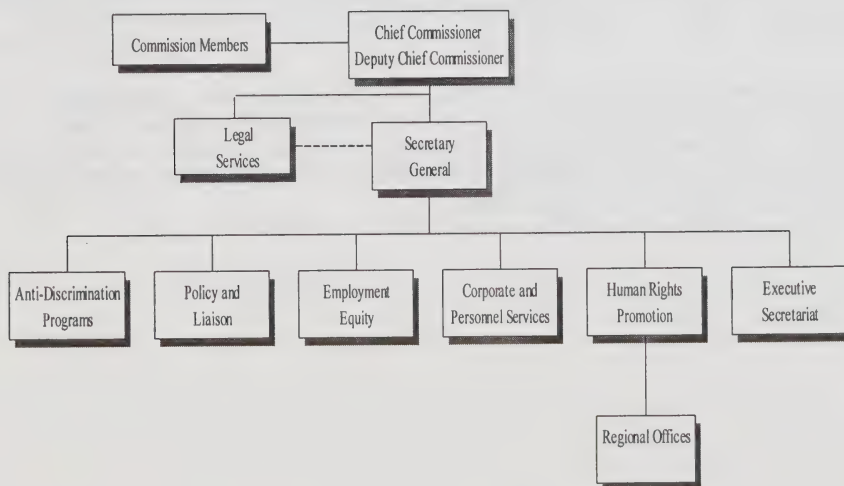 Commission Members
Chief Commissioner
Deputy Chief Commissioner
Legal
Services
Secretary
General
Anti-Discrimination
Programs
Policy and
Liaison
Employment
Equity
Corporate and
Personnel Services
Human Rights
Promotion
Executive
Secretariat
Regional Offices